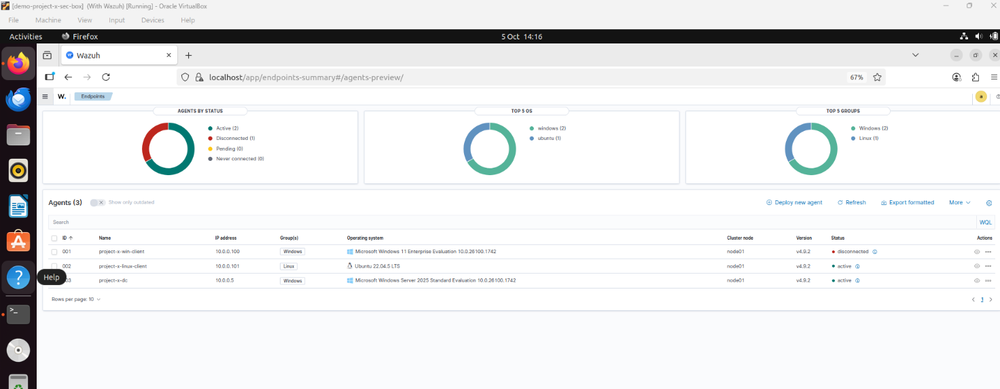 [demo-project-x-sec-box] (With Wazuh) [Running] - Oracle VirtualBox
File Machine View Input Devices Help
Activities Firefox 5 Oct 14:16
Wazuh
localhost/app/endpoints-summary#/agents-preview/ 67%
W. Endpoints a
AGENTS BY STATUS
Active (2)
Disconnected (1)
Pending (0)
Never connected (0)
TOP 5 OS
windows (2)
ubuntu (1)
TOP 5 GROUPS
Windows (2)
Linux (1)
Agents (3) Show only outdated Deploy new agent Refresh Export formatted More
Search WQL
ID Name IP address Group(s) Operating system Cluster node Version Status Actions
001 project-x-win-client 10.0.0.100 Windows Microsoft Windows 11 Enterprise Evaluation 10.0.26100.1742 node01 v4.9.2 disconnected
002 project-x-linux-client 10.0.0.101 Linux Ubuntu 22.04.5 LTS node01 v4.9.2 active
03 project-x-dc 10.0.0.5 Windows Microsoft Windows Server 2025 Standard Evaluation 10.0.26100.1742 node01 v4.9.2 active
Help
Rows per page: 10 1